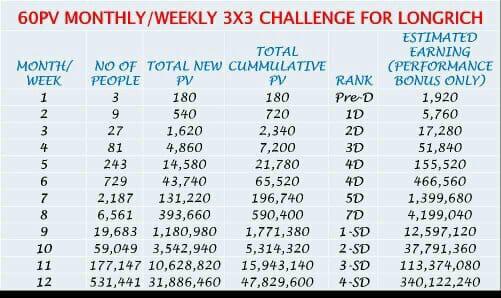 60PV MONTHLY/WEEKLY 3X3 CHALLENGE FOR LONGRICH
MONTH/ WEEK NO OF PEOPLE TOTAL NEW PV TOTAL CUMMULATIVE PV RANK ESTIMATED EARNING (PERFORMANCE BONUS ONLY)
1 3 180 180 Pre-D 1,920
2 9 540 720 1D 5,760
3 27 1,620 2,340 2D 17,280
4 81 4,860 7,200 3D 51,840
5 243 14,580 21,780 4D 155,520
6 729 43,740 65,520 4D 466,560
7 2,187 131,220 196,740 5D 1,399,680
8 6,561 393,660 590,400 7D 4,199,040
9 19,683 1,180,980 1,771,380 1-SD 12,597,120
10 59,049 3,542,940 5,314,320 2-SD 37,791,360
11 177,147 10,628,820 15,943,140 3-SD 113,374,080
12 531,441 31,886,460 47,829,600 4-SD 340,122,240